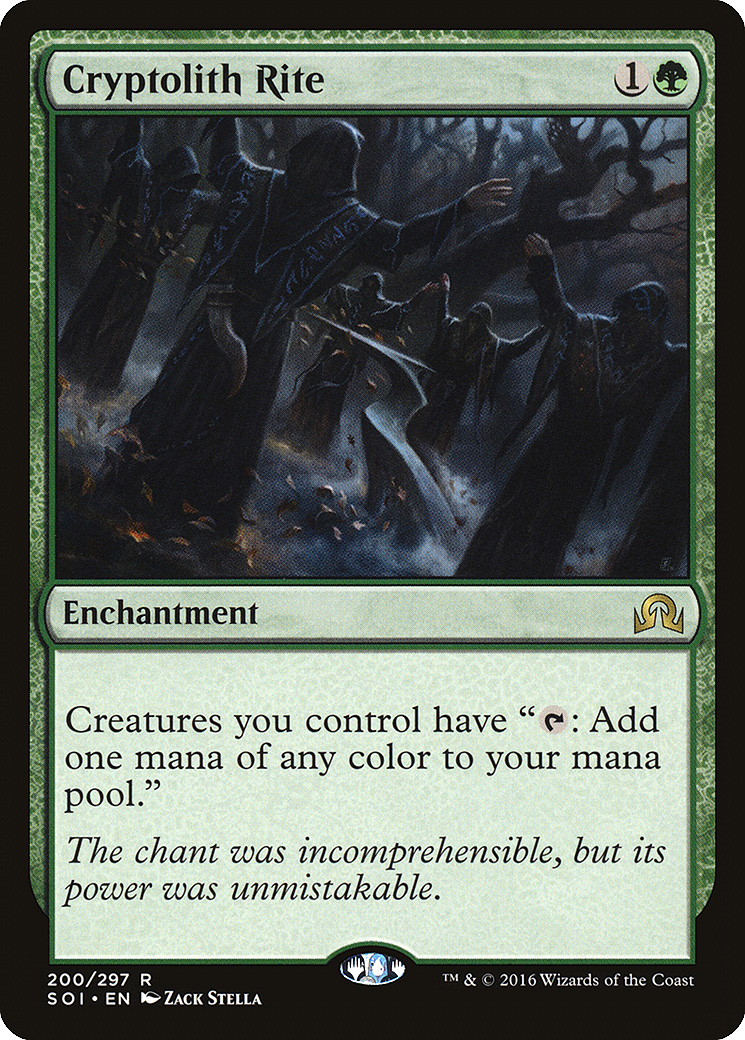 Cryptolith Rite 1
Enchantment
Creatures you control have “: Add
one mana of any color to your mana
pool.”
The chant was incomprehensible, but its
power was unmistakable.
200/297 R
SOI • EN Zack Stella
™ & © 2016 Wizards of the Coast